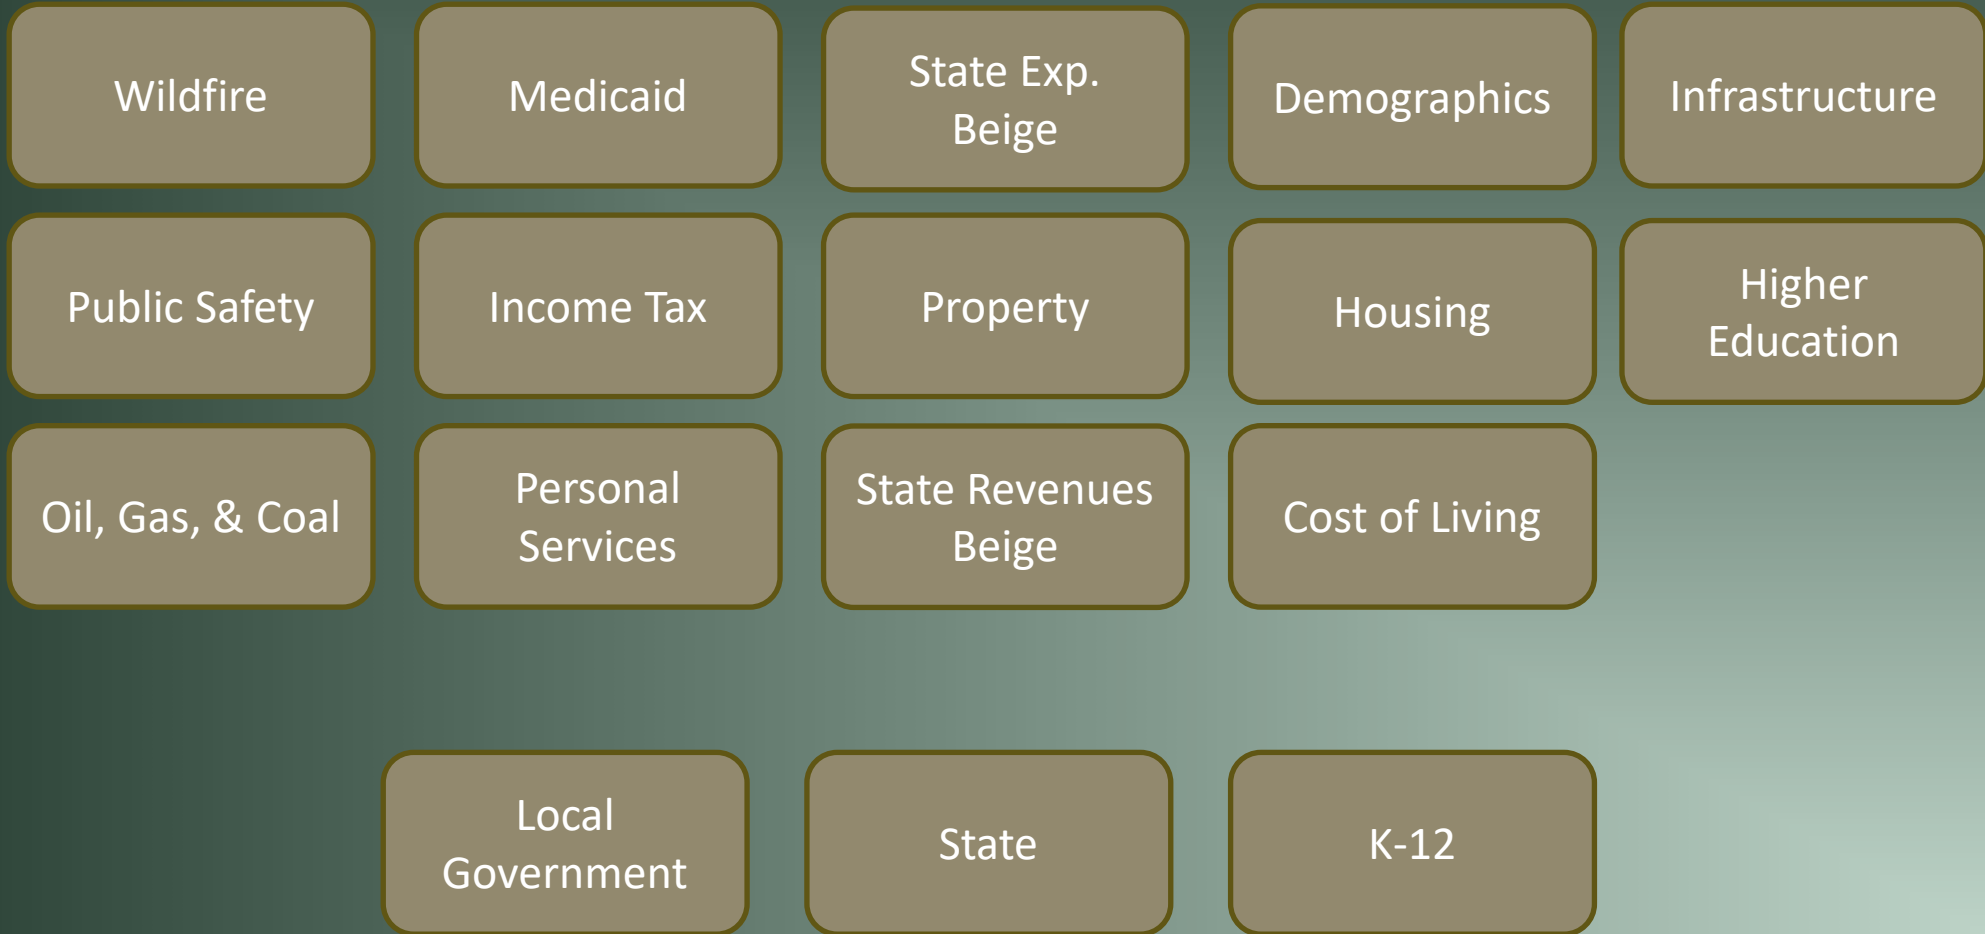 Wildfire
Medicaid
State Exp.
Beige
Demographics
Infrastructure
Public Safety
Income Tax
Property
Housing
Higher
Education
Oil, Gas, & Coal
Personal
Services
State Revenues
Beige
Cost of Living
Local
Government
State
K-12